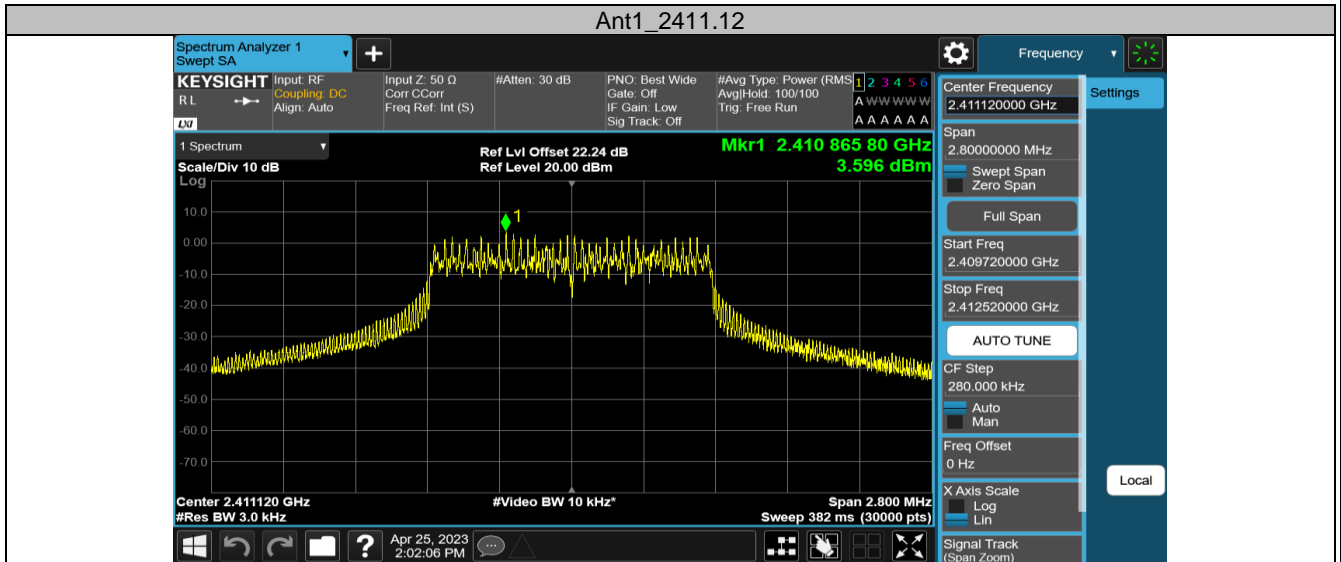 Ant1_2411.12
Spectrum Analyzer 1
Swept SA
Frequency
KEYSIGHT
R L
LXI
Input: RF
Coupling: DC
Align: Auto
Input Z: 50 Ω
Corr CCorr
Freq Ref: Int (S)
#Atten: 30 dB
PNO: Best Wide
Gate: Off
IF Gain: Low
Sig Track: Off
#Avg Type: Power (RMS
Avg|Hold: 100/100
Trig: Free Run
1 2 3 4 5 6
A W W W W W
A A A A A A
1 Spectrum
Scale/Div 10 dB
Log
Ref Lvl Offset 22.24 dB
Ref Level 20.00 dBm
Mkr1 2.410 865 80 GHz
3.596 dBm
1
10.0
0.00
-10.0
-20.0
-30.0
-40.0
-50.0
-60.0
-70.0
Center 2.411120 GHz
#Res BW 3.0 kHz
#Video BW 10 kHz*
Span 2.800 MHz
Sweep 382 ms (30000 pts)
Apr 25, 2023
2:02:06 PM
Center Frequency
2.411120000 GHz
Span
2.80000000 MHz
Swept Span
Zero Span
Full Span
Start Freq
2.409720000 GHz
Stop Freq
2.412520000 GHz
AUTO TUNE
CF Step
280.000 kHz
Auto
Man
Freq Offset
0 Hz
X Axis Scale
Log
Lin
Signal Track
(Span Zoom)
Settings
Local